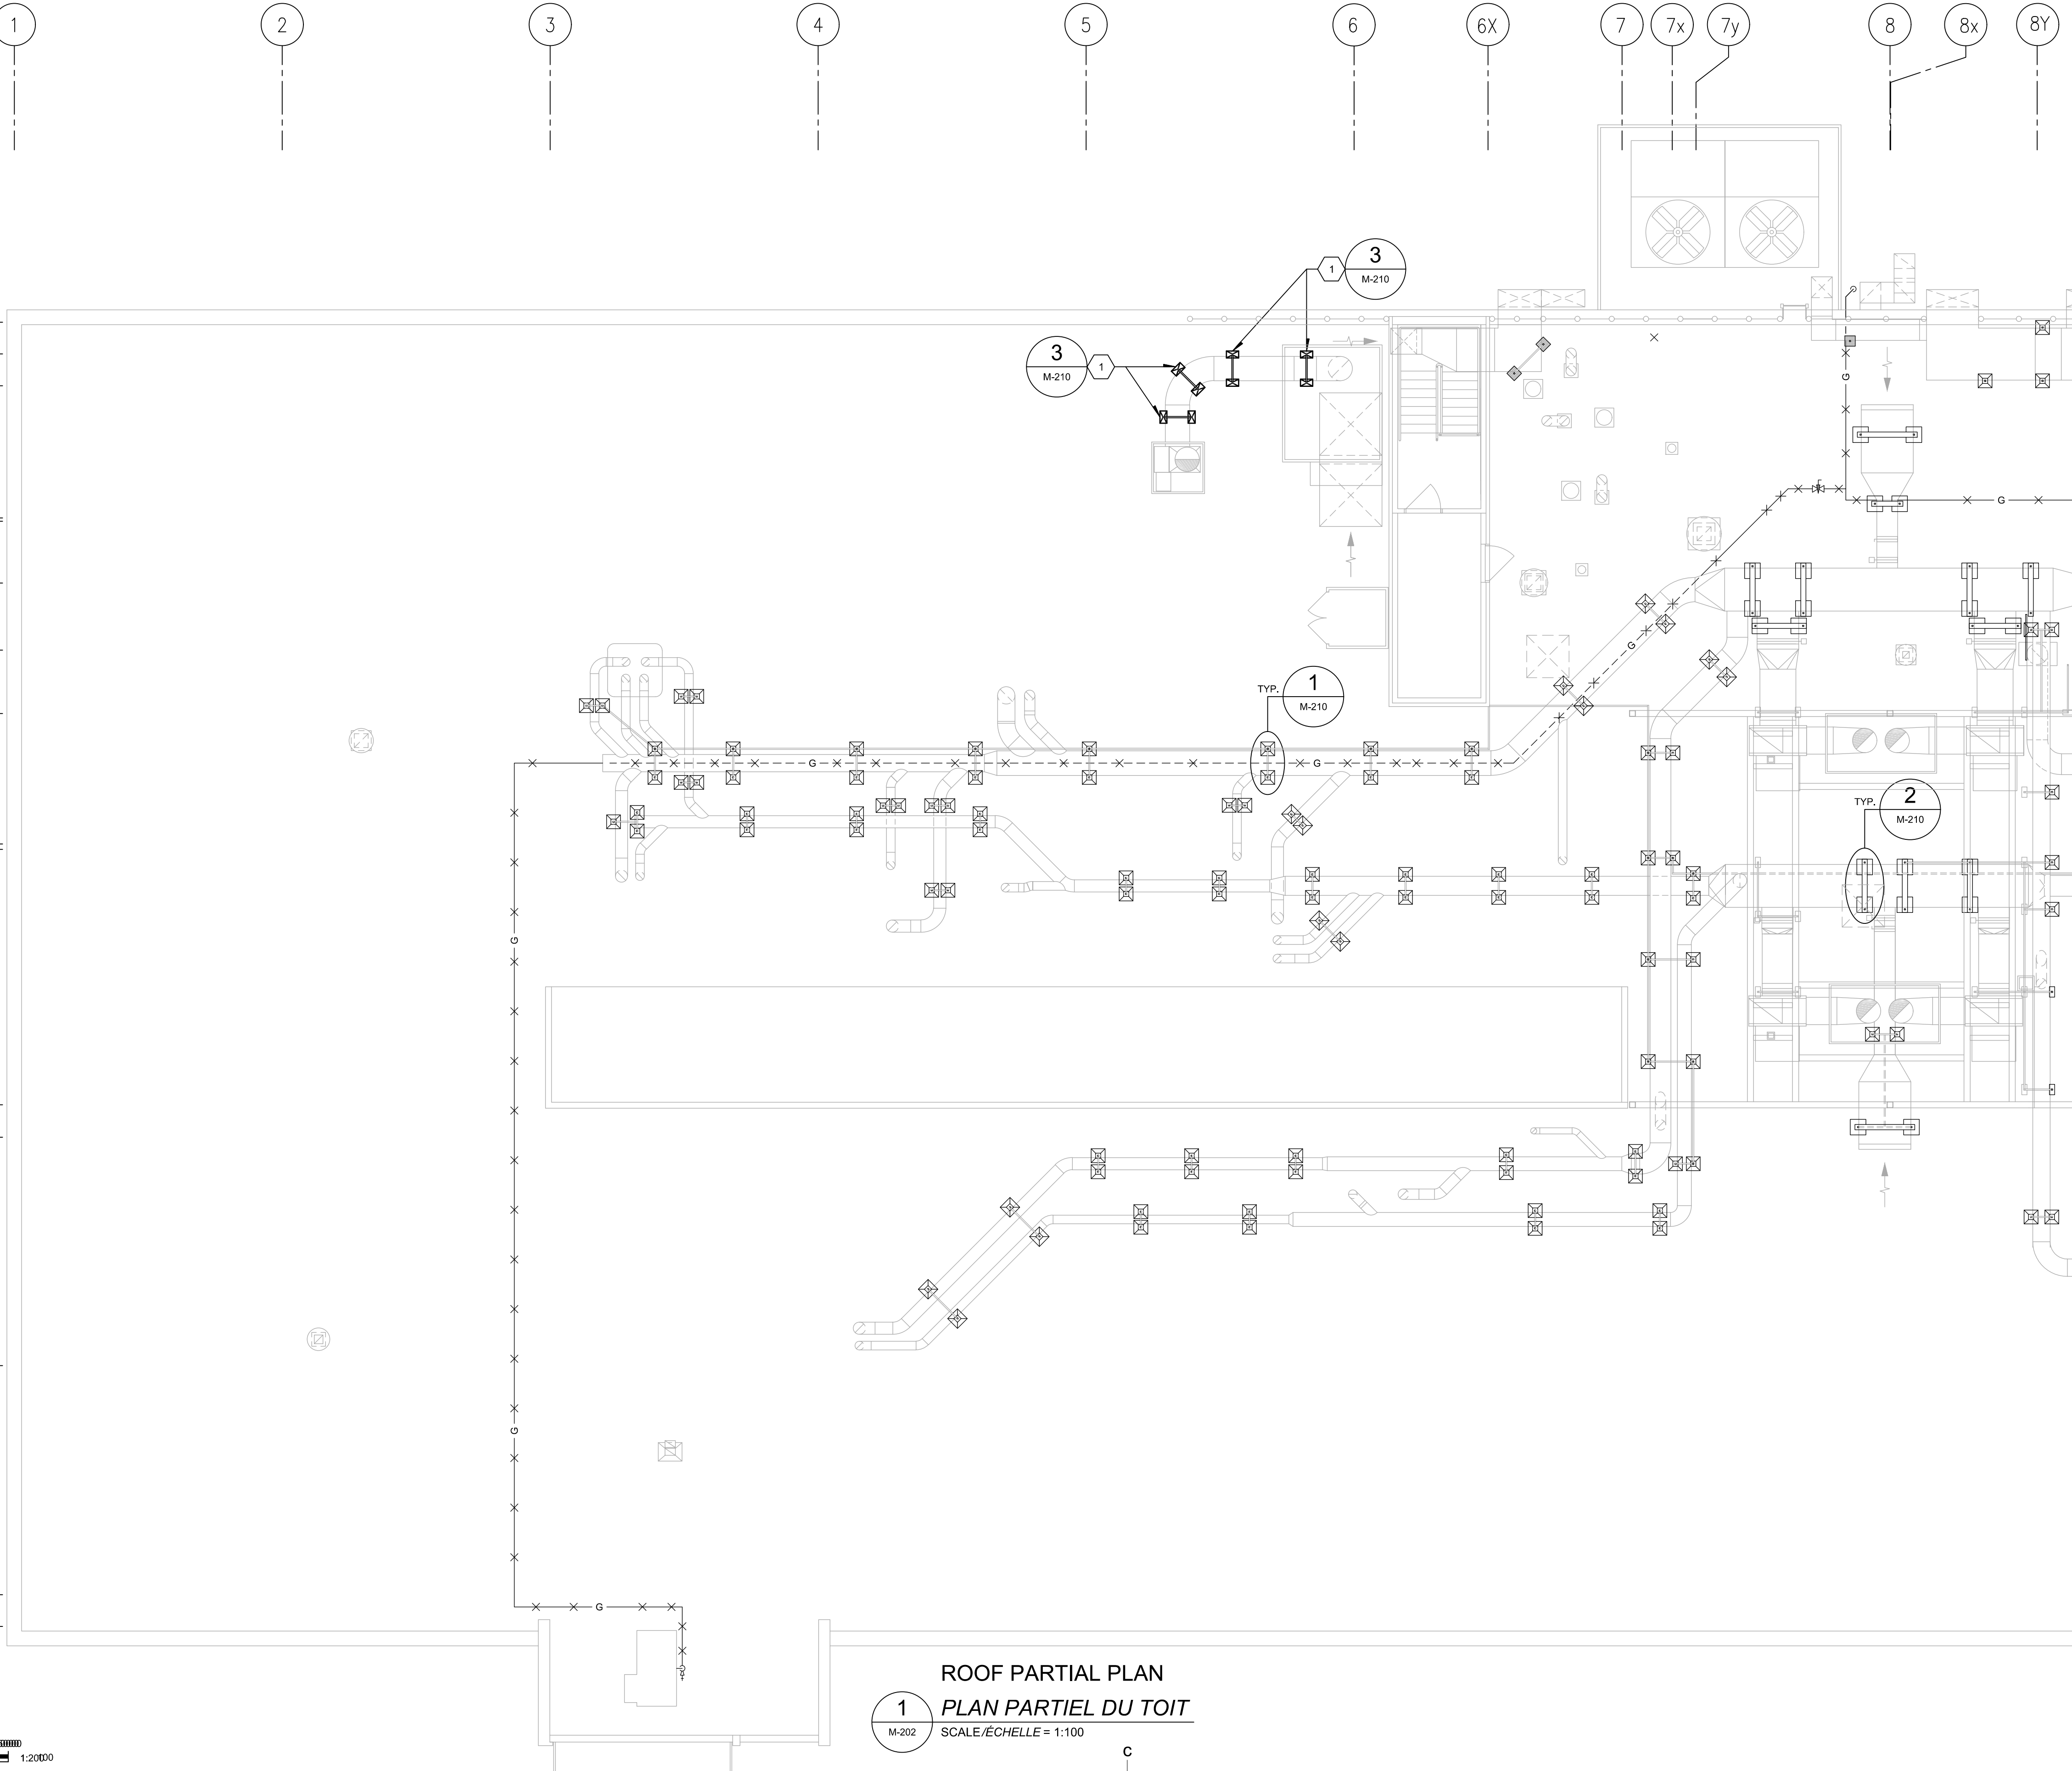 1 2 3 4 5 6 6X 7 7x 7y 8 8x 8Y
3
M-210
1
3
M-210
1
G
G
G
TYP.
1
M-210
G
G
TYP.
2
M-210
G
G
G
ROOF PARTIAL PLAN
1
M-202
PLAN PARTIEL DU TOIT
SCALE/ÉCHELLE = 1:100
C